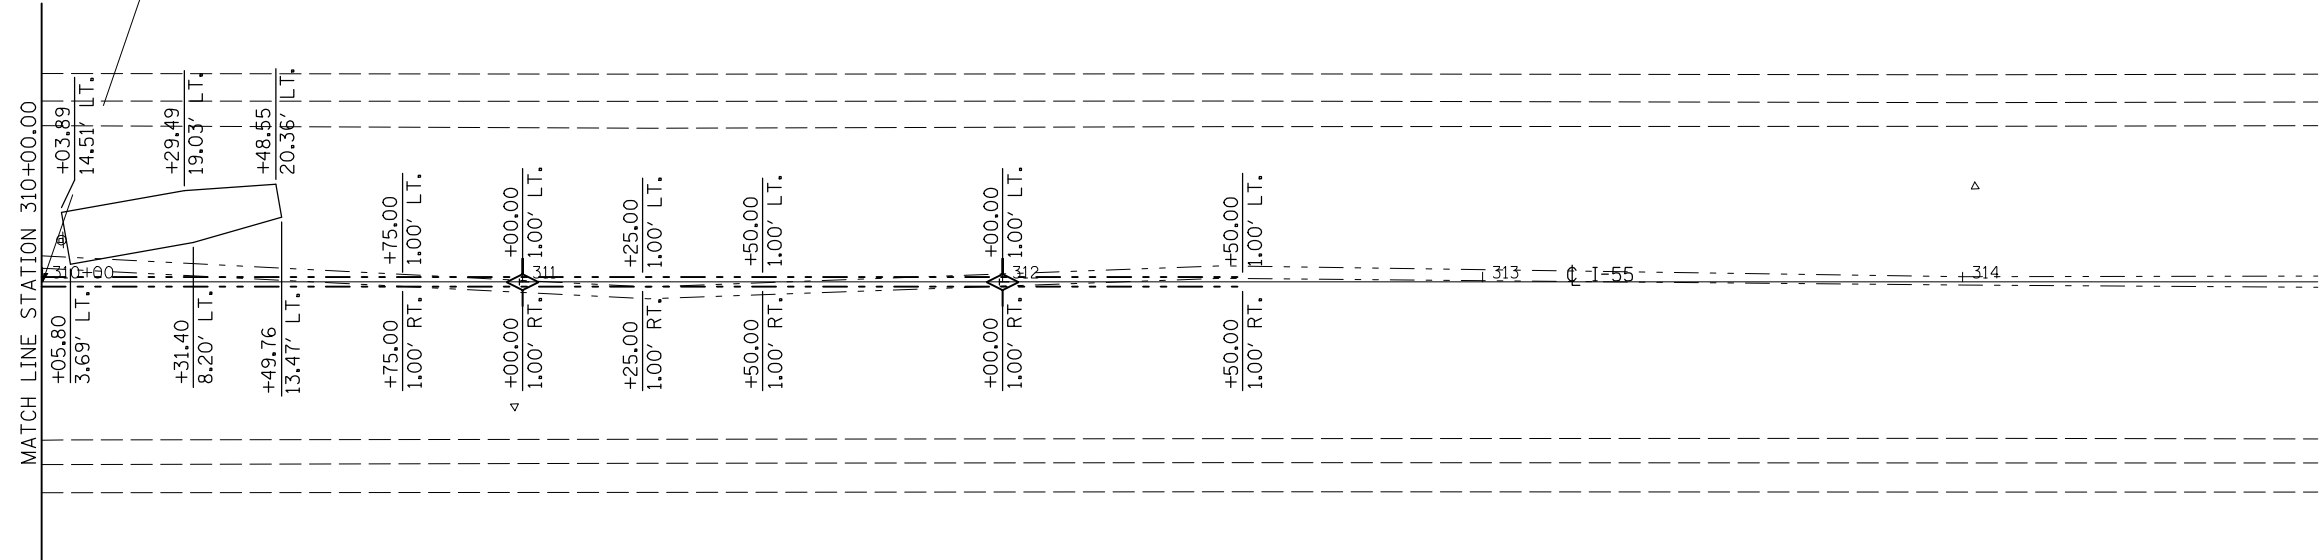 MATCH LINE STATION 310+00.00
+03.89
14.51' LT.
+29.49
19.03' LT.
+48.55
20.36' LT.
+75.00
1.00' LT.
+00.00
1.00' LT.
+25.00
1.00' LT.
+50.00
1.00' LT.
+00.00
1.00' LT.
+50.00
1.00' LT.
310+00
311
312
313
℄ I-55
314
+05.80
3.69' LT.
+31.40
8.20' LT.
+49.76
13.47' LT.
+75.00
1.00' RT.
+00.00
1.00' RT.
+25.00
1.00' RT.
+50.00
1.00' RT.
+00.00
1.00' RT.
+50.00
1.00' RT.